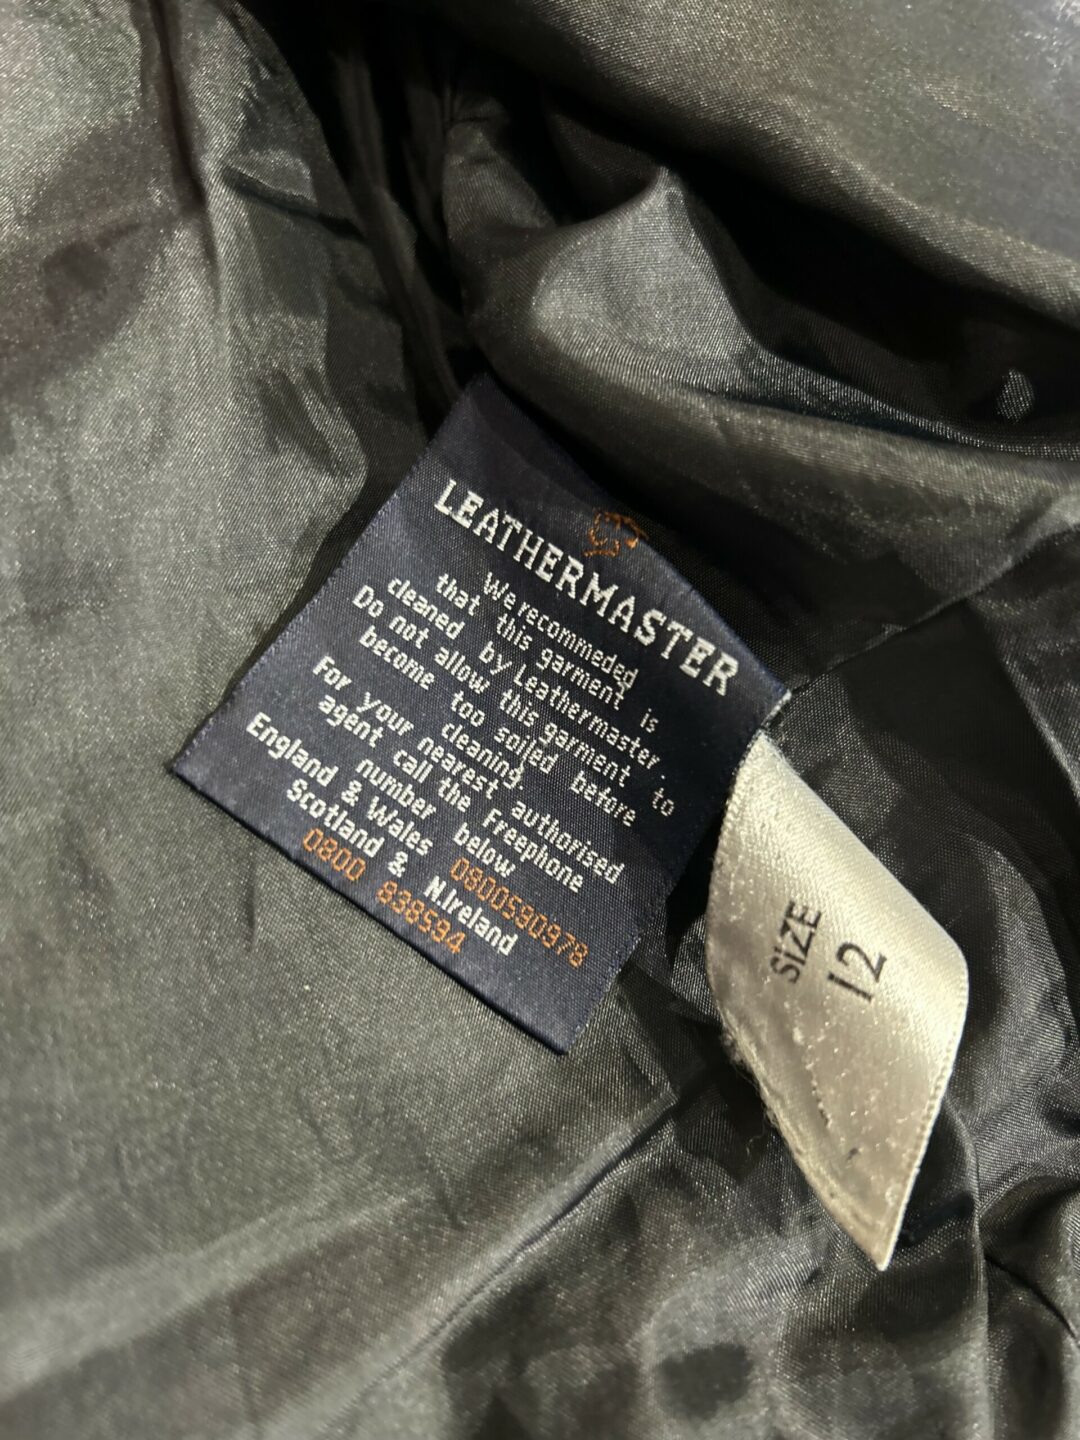 LEATHERMASTER
We recommeded
that this garment is
cleaned by Leathermaster.
Do not allow this garment to
become too soiled before
cleaning.
For your nearest authorised
agent call the Freephone
number below
England & Wales 0800590978
Scotland & N.Ireland
0800 838594
SiZE
12